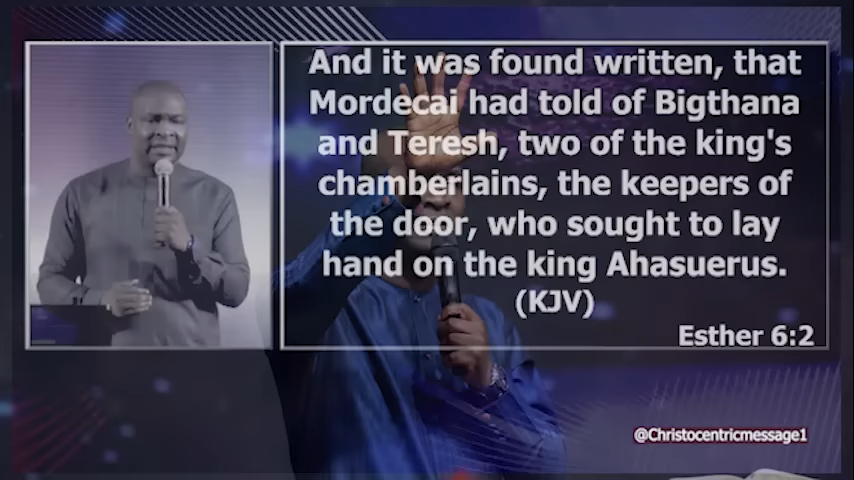 And it was found written, that
Mordecai had told of Bigthana
and Teresh, two of the king's
chamberlains, the keepers of
the door, who sought to lay
hand on the king Ahasuerus.
(KJV)
Esther 6:2
@Christocentricmessage1